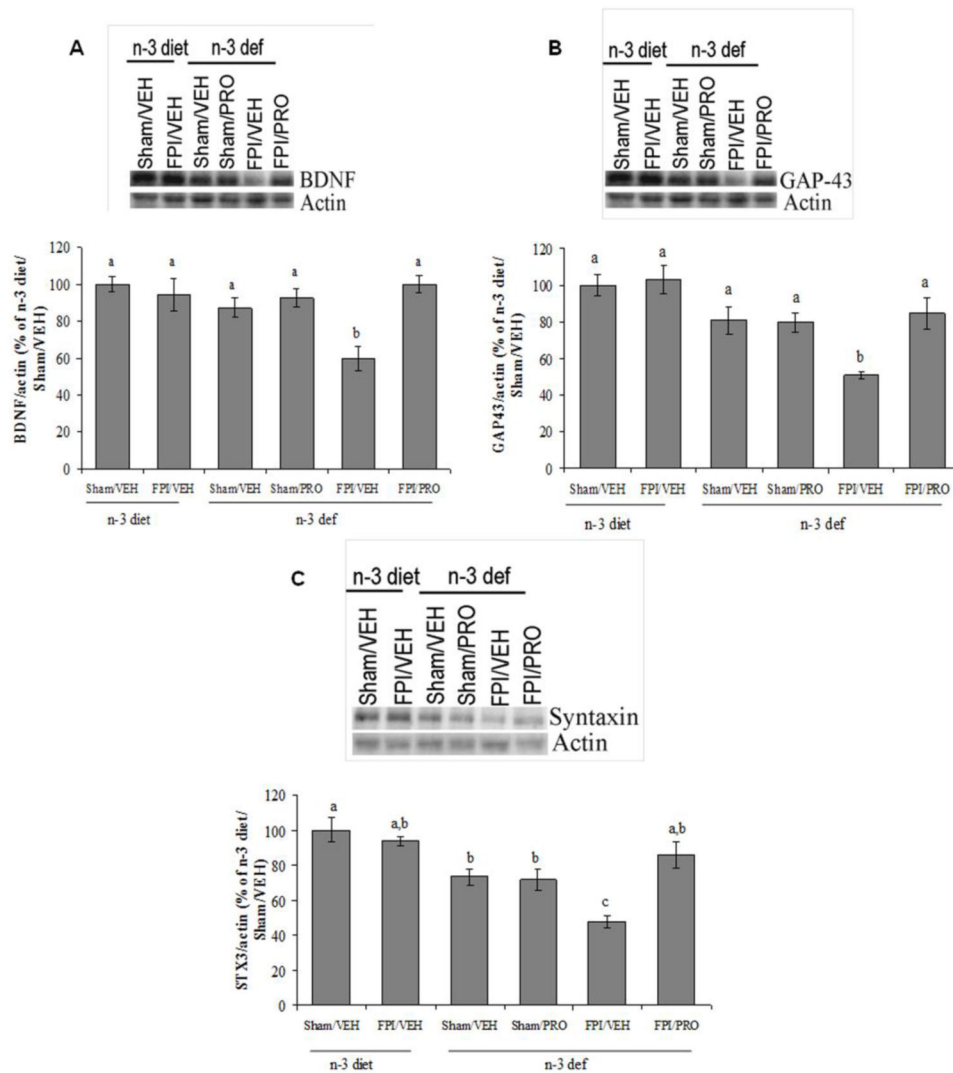 A
n-3 diet n-3 def
Sham/VEH FPI/VEH Sham/VEH Sham/PRO FPI/VEH FPI/PRO
BDNF
Actin
BDNF/actin (% of n-3 diet/
Sham/VEH)
120
100
80
60
40
20
0
a a a a b a
Sham/VEH FPI/VEH Sham/VEH Sham/PRO FPI/VEH FPI/PRO
n-3 diet n-3 def
B
n-3 diet n-3 def
Sham/VEH FPI/VEH Sham/VEH Sham/PRO FPI/VEH FPI/PRO
GAP-43
Actin
GAP43/actin (% of n-3 diet/
Sham/VEH)
120
100
80
60
40
20
0
a a a a b a
Sham/VEH FPI/VEH Sham/VEH Sham/PRO FPI/VEH FPI/PRO
n-3 diet n-3 def
C
n-3 diet n-3 def
Sham/VEH FPI/VEH Sham/VEH Sham/PRO FPI/VEH FPI/PRO
Syntaxin
Actin
STX3/actin (% of n-3 diet/
Sham/VEH)
120
100
80
60
40
20
0
a a,b b b c a,b
Sham/VEH FPI/VEH Sham/VEH Sham/PRO FPI/VEH FPI/PRO
n-3 diet n-3 def